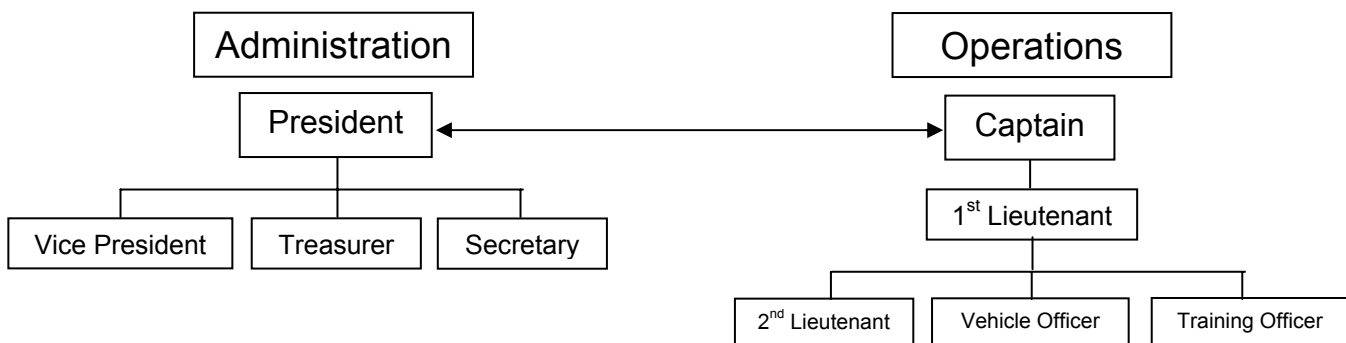 Administration
Operations
President
Captain
1st Lieutenant
Vice President
Treasurer
Secretary
2nd Lieutenant
Vehicle Officer
Training Officer